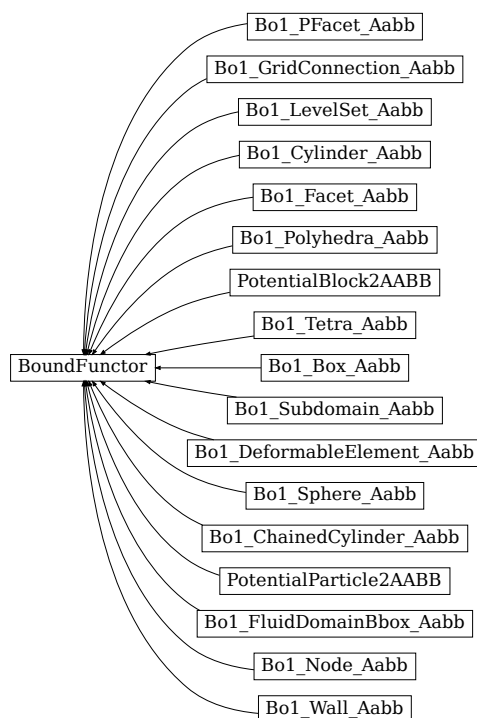 Bo1_PFacet_Aabb
Bo1_GridConnection_Aabb
Bo1_LevelSet_Aabb
Bo1_Cylinder_Aabb
Bo1_Facet_Aabb
Bo1_Polyhedra_Aabb
PotentialBlock2AABB
Bo1_Tetra_Aabb
BoundFunctor
Bo1_Box_Aabb
Bo1_Subdomain_Aabb
Bo1_DeformableElement_Aabb
Bo1_Sphere_Aabb
Bo1_ChainedCylinder_Aabb
PotentialParticle2AABB
Bo1_FluidDomainBbox_Aabb
Bo1_Node_Aabb
Bo1_Wall_Aabb